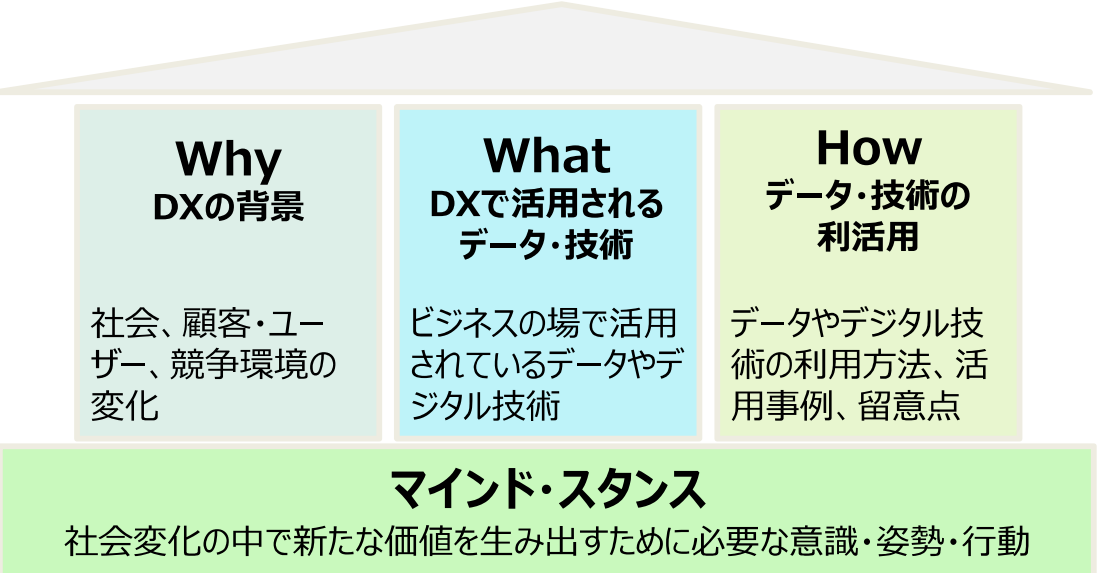 Why
DXの背景
社会、顧客・ユー
ザー、競争環境の
変化
What
DXで活用される
データ・技術
ビジネスの場で活用
されているデータやデ
ジタル技術
How
データ・技術の
利活用
データやデジタル技
術の利用方法、活
用事例、留意点
マインド・スタンス
社会変化の中で新たな価値を生み出すために必要な意識・姿勢・行動